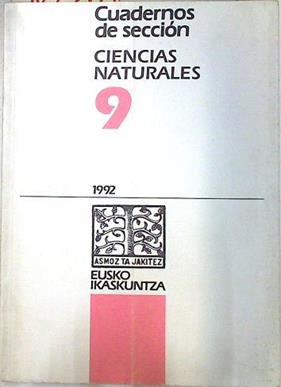 Cuadernos
de sección
CIENCIAS
NATURALES
9
1992
ASMOZ TA JAKITEZ
EUSKO
IKASKUNTZA